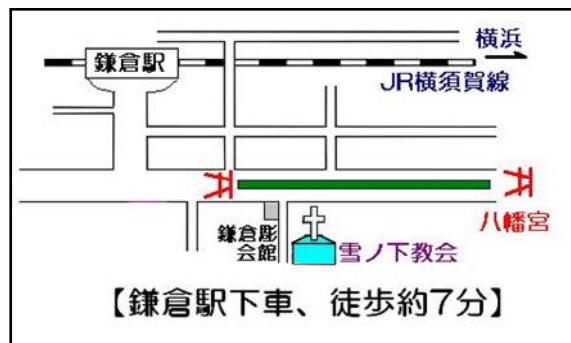 横浜
鎌倉駅
JR横須賀線
八幡宮
鎌倉彫
会館
雪ノ下教会
【鎌倉駅下車、徒歩約7分】